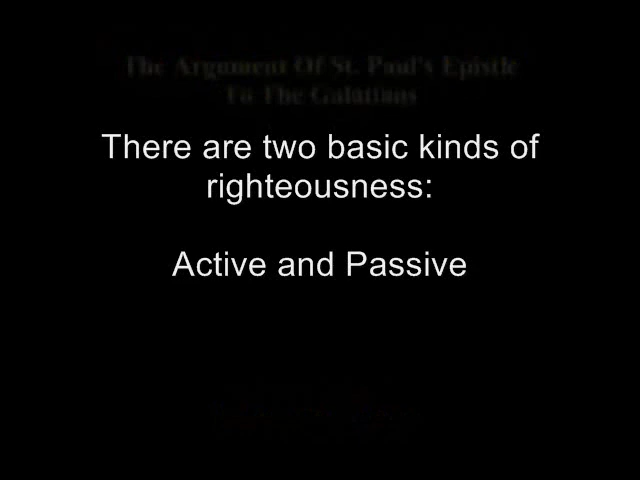 The Argument Of St. Paul's Epistle
To The Galatians
There are two basic kinds of
righteousness:
Active and Passive